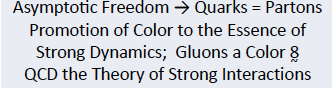 Asymptotic Freedom → Quarks = Partons
Promotion of Color to the Essence of
Strong Dynamics; Gluons a Color 8
QCD the Theory of Strong Interactions